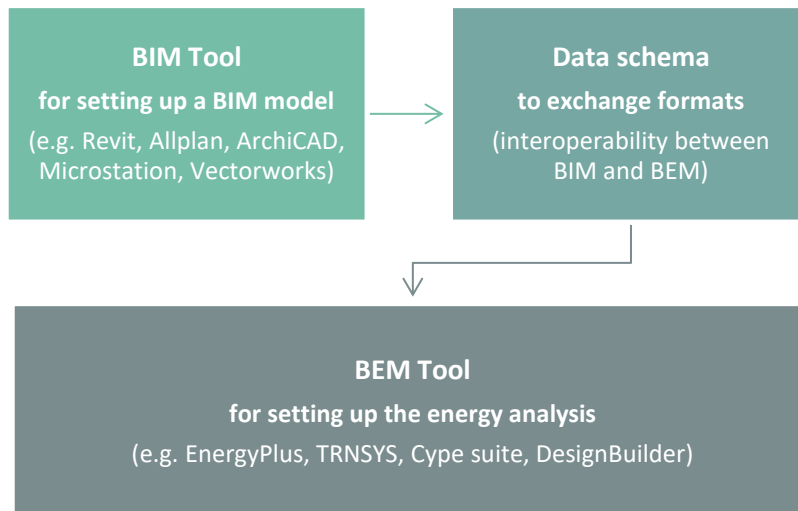 BIM Tool
for setting up a BIM model
(e.g. Revit, Allplan, ArchiCAD,
Microstation, Vectorworks)
Data schema
to exchange formats
(interoperability between
BIM and BEM)
BEM Tool
for setting up the energy analysis
(e.g. EnergyPlus, TRNSYS, Cype suite, DesignBuilder)